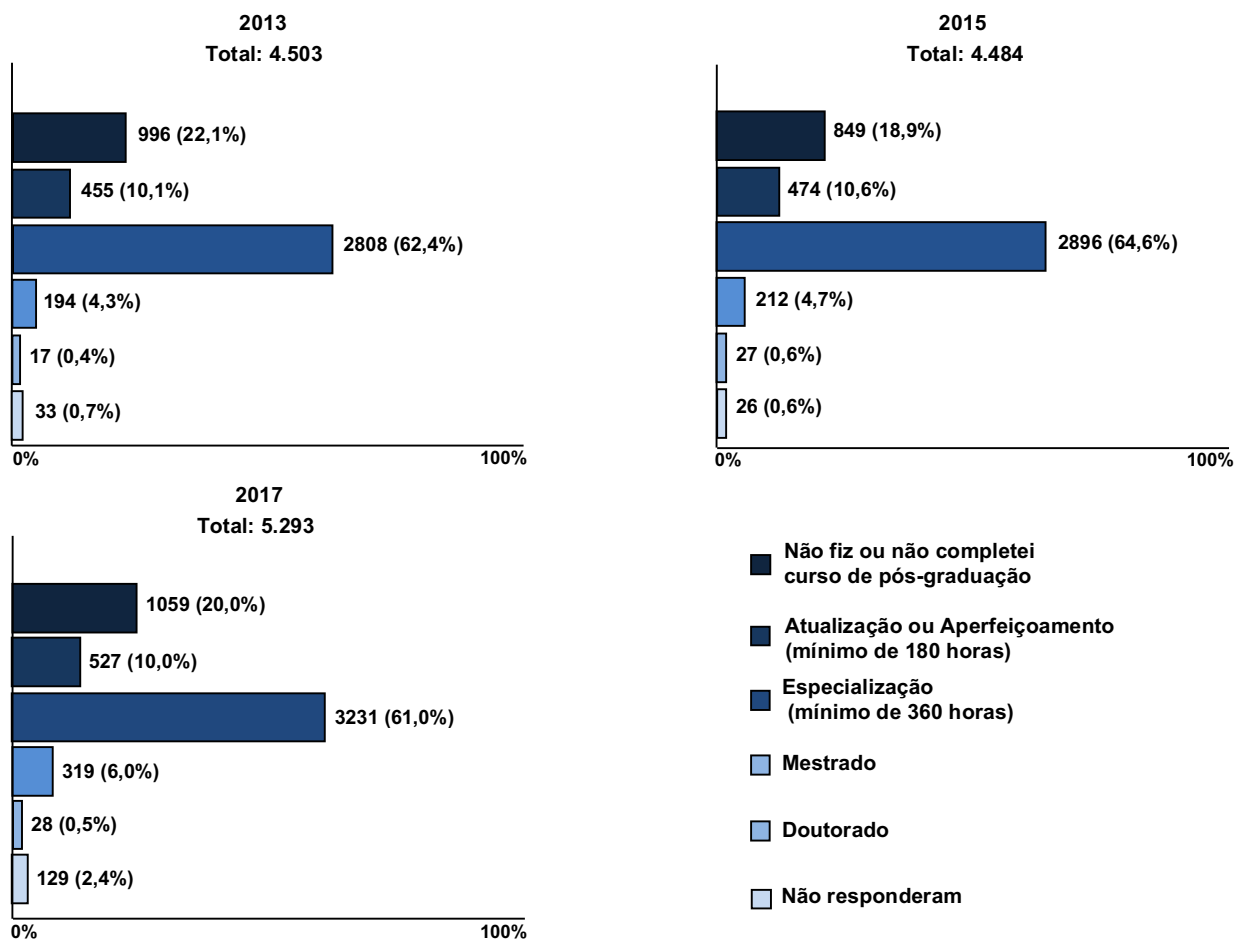 2013
Total: 4.503
996 (22,1%)
455 (10,1%)
2808 (62,4%)
194 (4,3%)
17 (0,4%)
33 (0,7%)
0%
100%
2015
Total: 4.484
849 (18,9%)
474 (10,6%)
2896 (64,6%)
212 (4,7%)
27 (0,6%)
26 (0,6%)
0%
100%
2017
Total: 5.293
1059 (20,0%)
527 (10,0%)
3231 (61,0%)
319 (6,0%)
28 (0,5%)
129 (2,4%)
0%
100%
Não fiz ou não completei
curso de pós-graduação
Atualização ou Aperfeiçoamento
(mínimo de 180 horas)
Especialização
(mínimo de 360 horas)
Mestrado
Doutorado
Não responderam